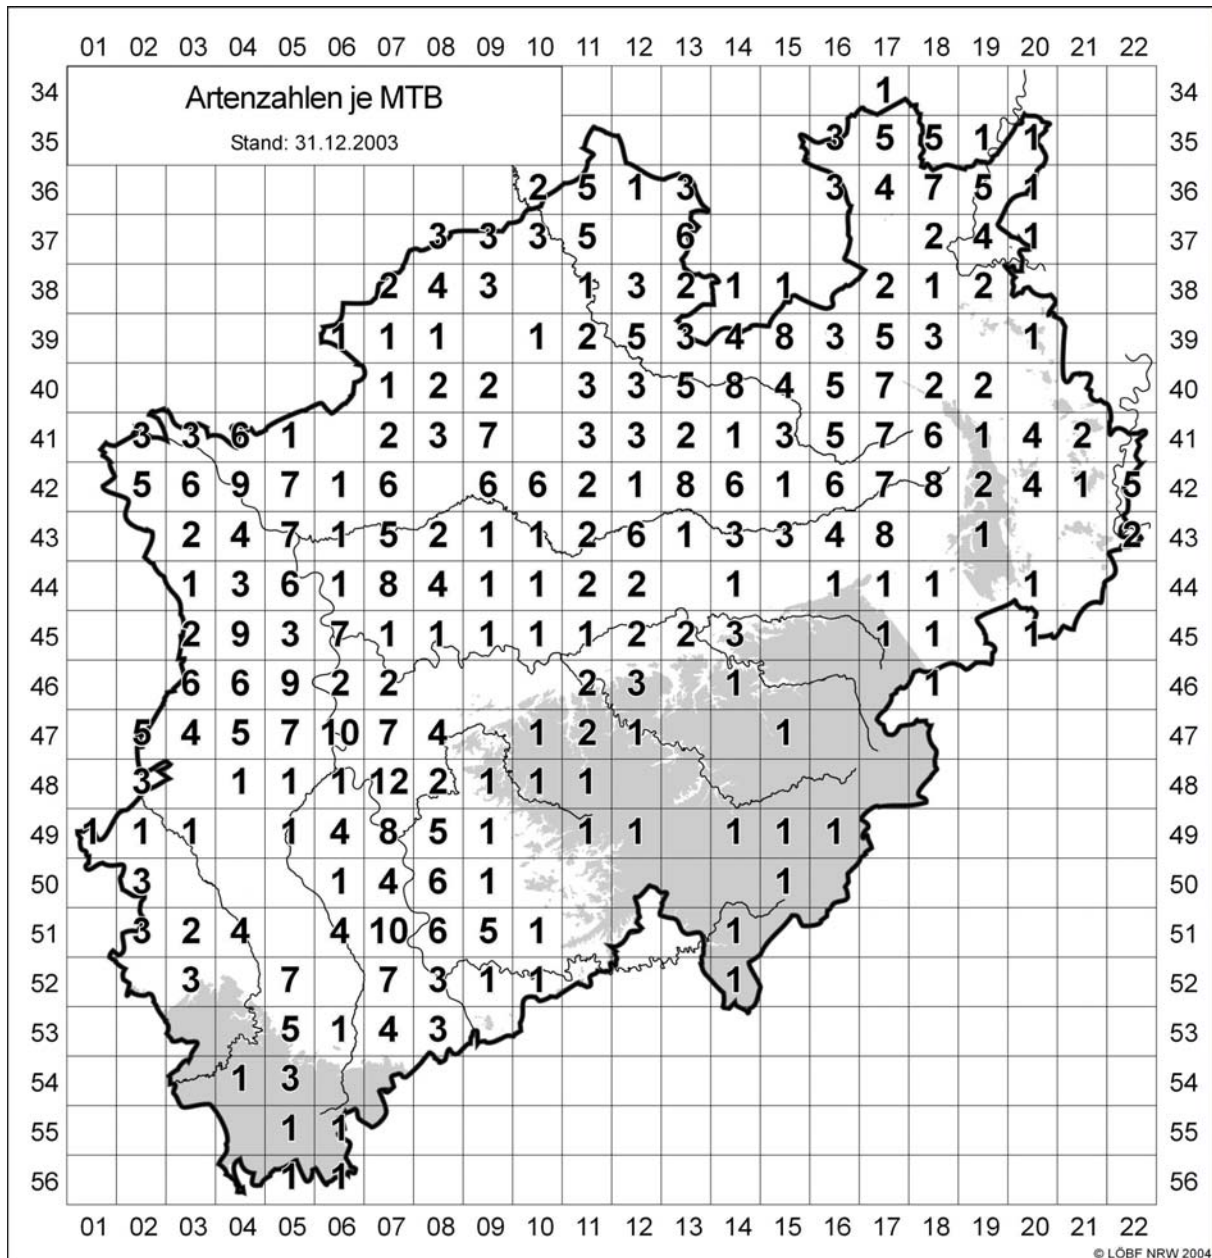 01 02 03 04 05 06 07 08 09 10 11 12 13 14 15 16 17 18 19 20 21 22
Artenzahlen je MTB
Stand: 31.12.2003
34 1 34
35 3 5 5 1 1 35
36 2 5 1 3 3 4 7 5 1 36
37 3 3 3 5 6 2 4 1 37
38 2 4 3 1 3 2 1 1 2 1 2 38
39 1 1 1 1 2 5 3 4 8 3 5 3 1 39
40 1 2 2 3 3 5 8 4 5 7 2 2 40
41 3 3 6 1 2 3 7 3 3 2 1 3 5 7 6 1 4 2 41
42 5 6 9 7 1 6 6 6 2 1 8 6 1 6 7 8 2 4 1 5 42
43 2 4 7 1 5 2 1 1 2 6 1 3 3 4 8 1 2 43
44 1 3 6 1 8 4 1 1 2 2 1 1 1 1 1 44
45 2 9 3 7 1 1 1 1 1 2 2 3 1 1 1 45
46 6 6 9 2 2 2 3 1 1 46
47 5 4 5 7 10 7 4 1 2 1 1 47
48 3 1 1 1 12 2 1 1 1 48
49 1 1 1 1 4 8 5 1 1 1 1 1 1 49
50 3 1 4 6 1 1 50
51 3 2 4 4 10 6 5 1 1 51
52 3 7 7 3 1 1 1 52
53 5 1 4 3 53
54 1 3 54
55 1 1 55
56 1 1 56
01 02 03 04 05 06 07 08 09 10 11 12 13 14 15 16 17 18 19 20 21 22
© LÖBF NRW 2004